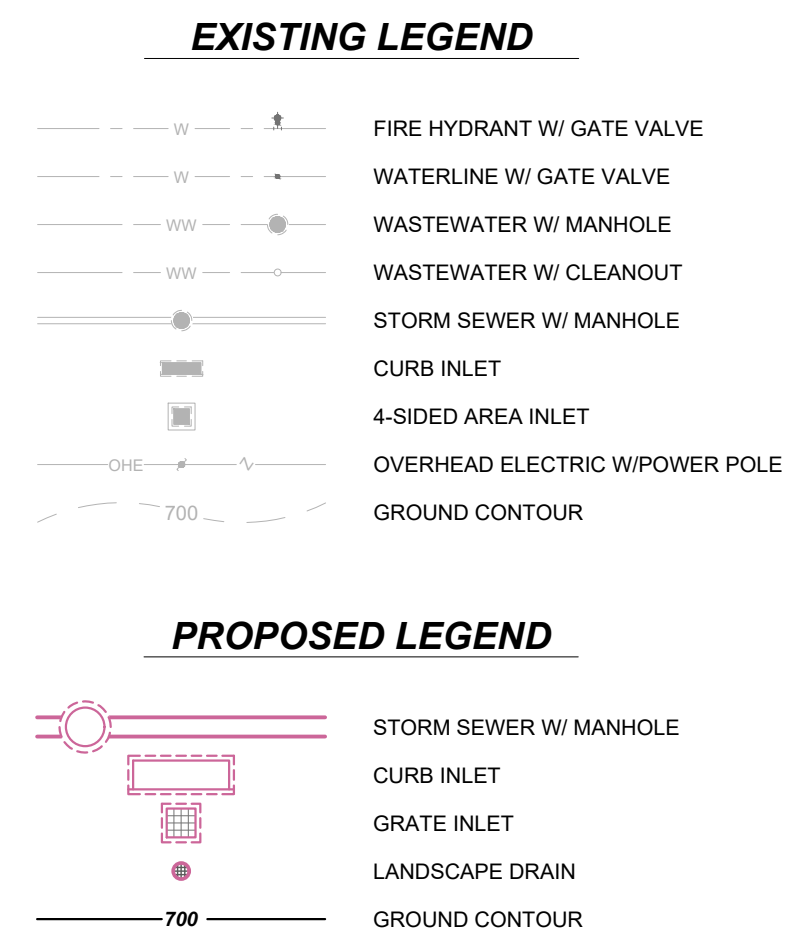 EXISTING LEGEND
W FIRE HYDRANT W/ GATE VALVE
W WATERLINE W/ GATE VALVE
WW WASTEWATER W/ MANHOLE
WW WASTEWATER W/ CLEANOUT
STORM SEWER W/ MANHOLE
CURB INLET
4-SIDED AREA INLET
OHE OVERHEAD ELECTRIC W/POWER POLE
700 GROUND CONTOUR
PROPOSED LEGEND
STORM SEWER W/ MANHOLE
CURB INLET
GRATE INLET
LANDSCAPE DRAIN
700 GROUND CONTOUR